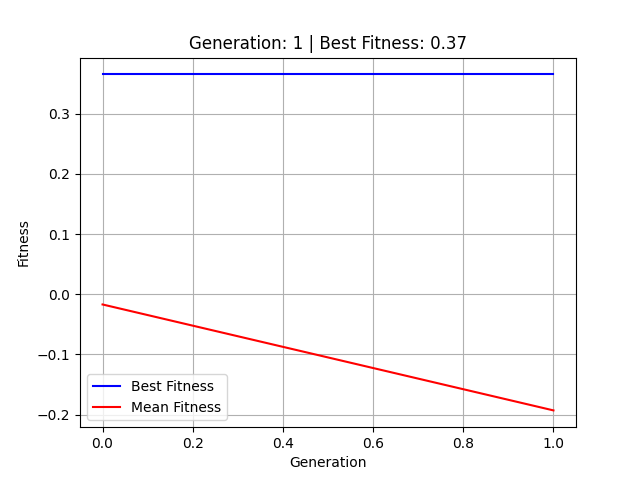 Generation: 1 | Best Fitness: 0.37
Fitness
0.3
0.2
0.1
0.0
−0.1
−0.2
Best Fitness
Mean Fitness
0.0 0.2 0.4 0.6 0.8 1.0
Generation